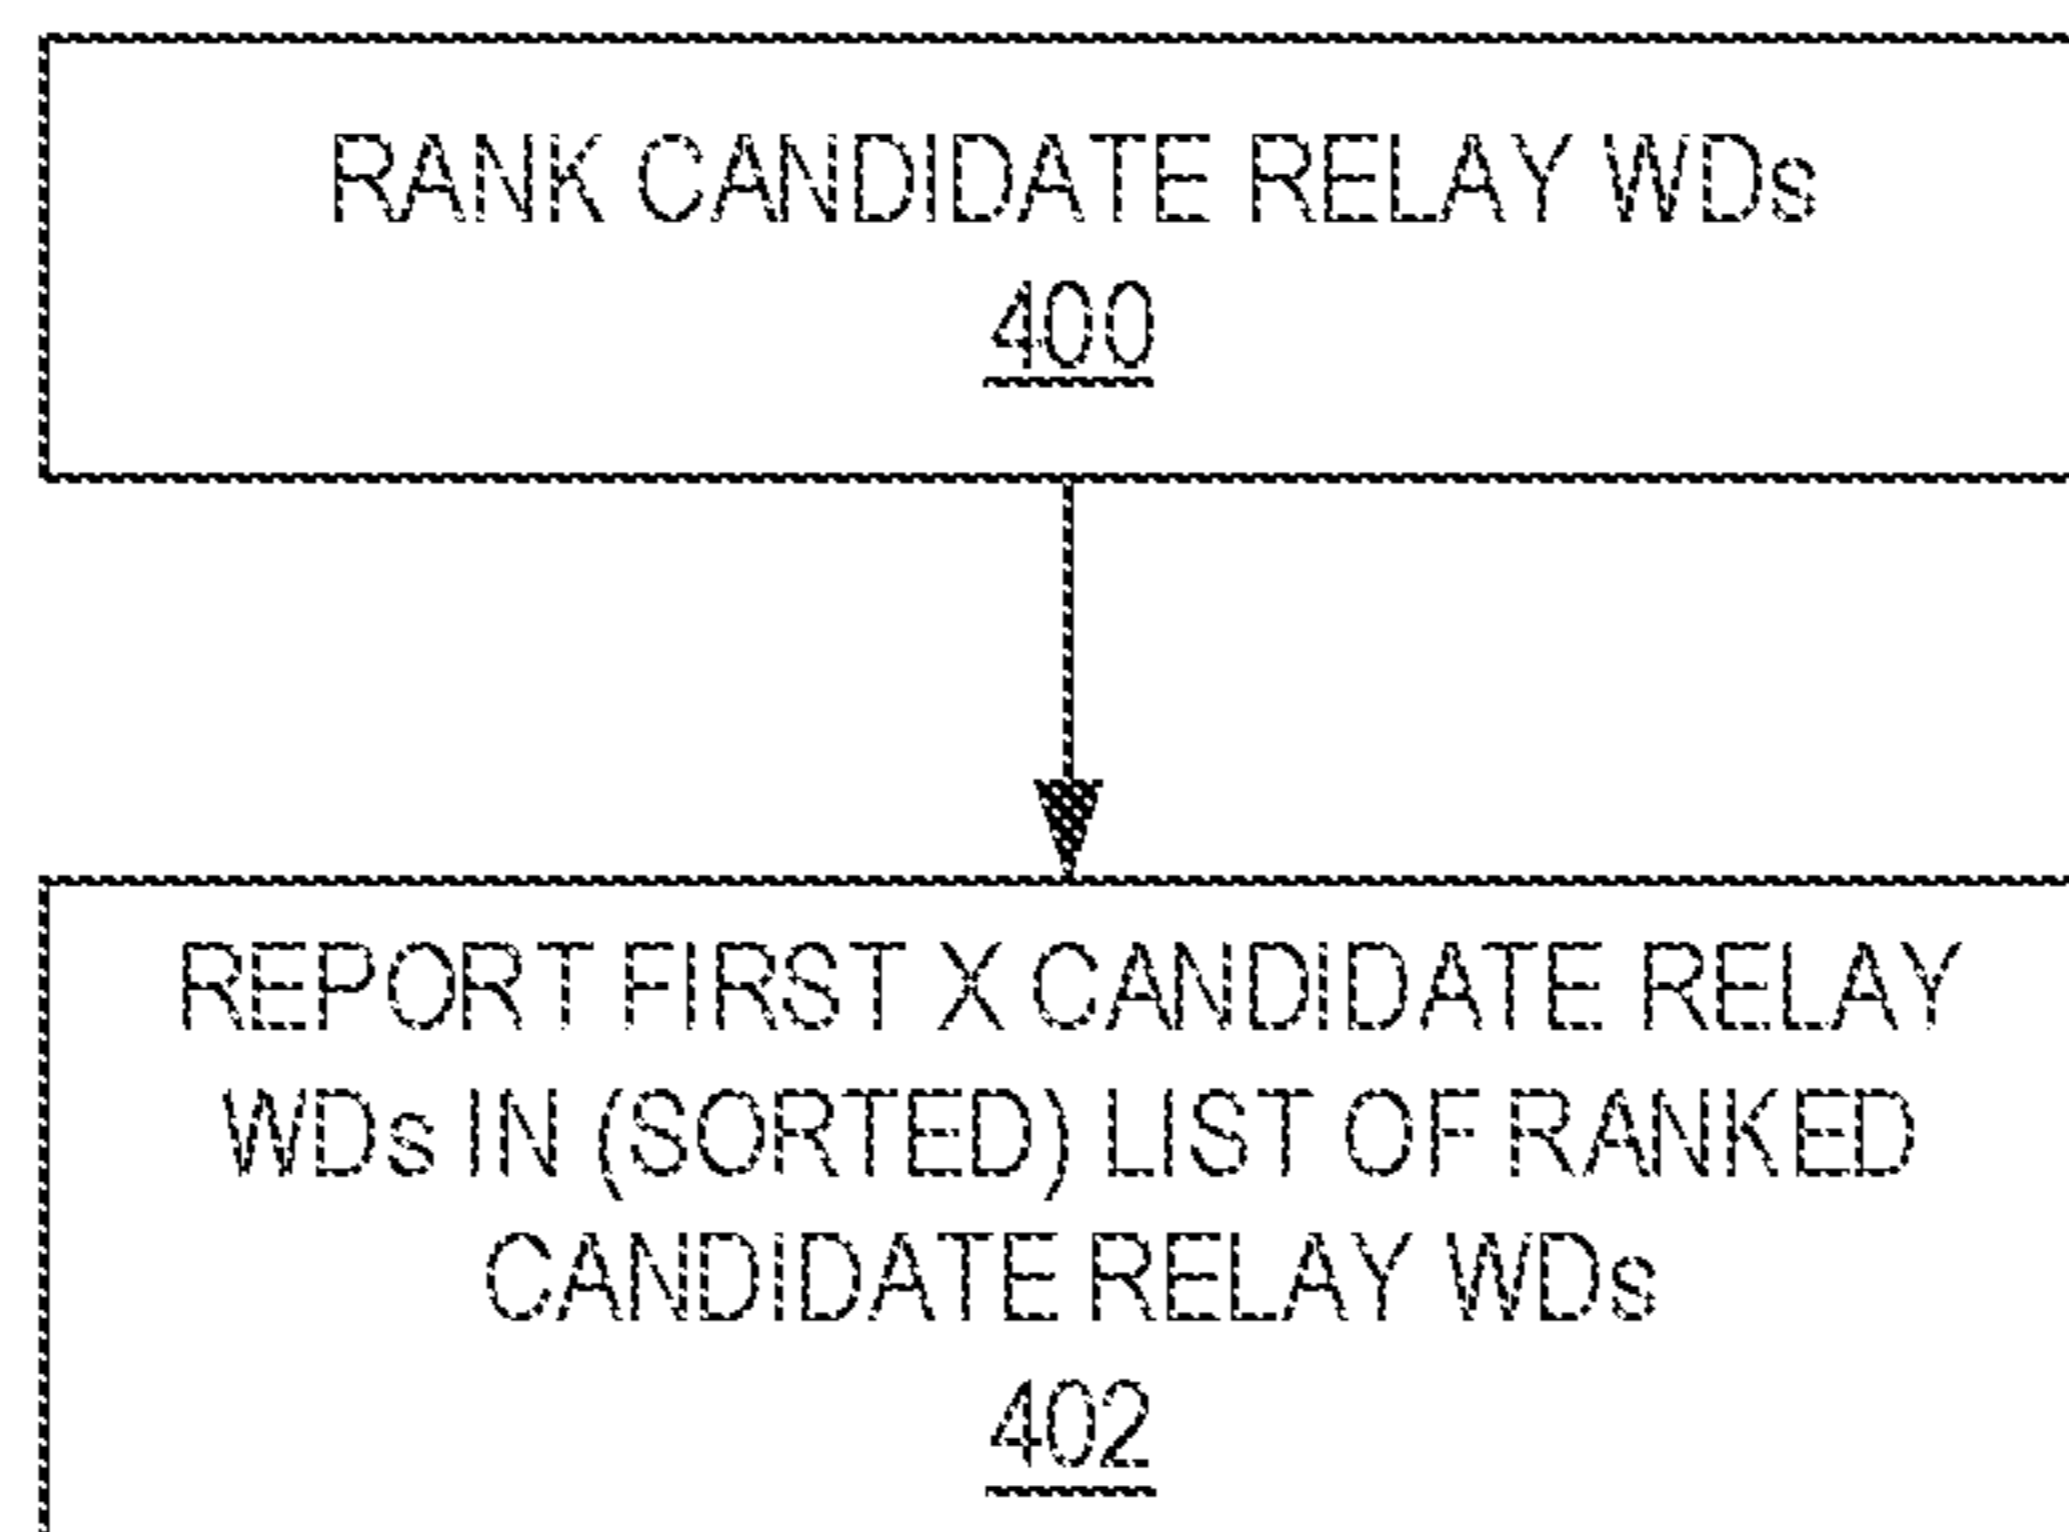 RANK CANDIDATE RELAY WDs
400
REPORT FIRST X CANDIDATE RELAY
WDs IN (SORTED) LIST OF RANKED
CANDIDATE RELAY WDs
402